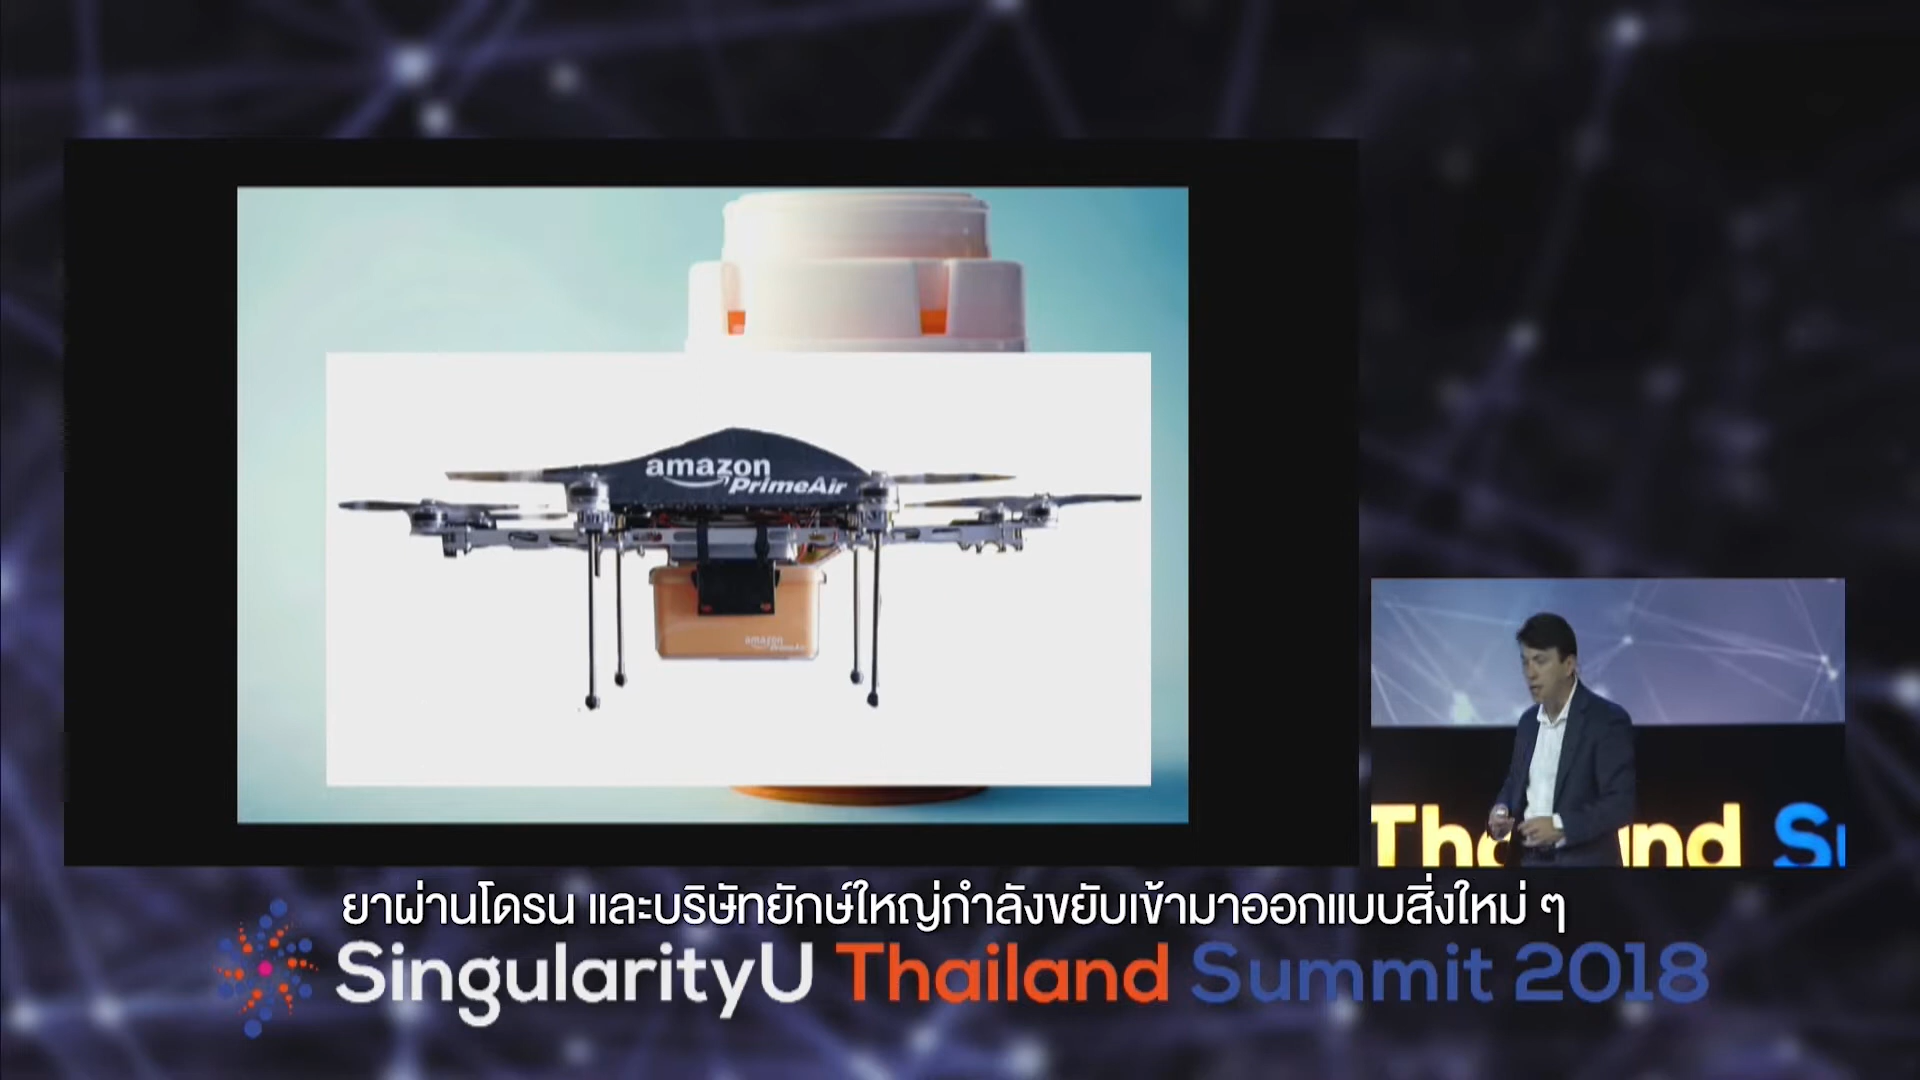 amazon
PrimeAir
amazon
PrimeAir
Thailand Su
ยาผ่านโดรน และบริษัทยักษ์ใหญ่กำลังขยับเข้ามาออกแบบสิ่งใหม่ ๆ
SingularityU Thailand Summit 2018